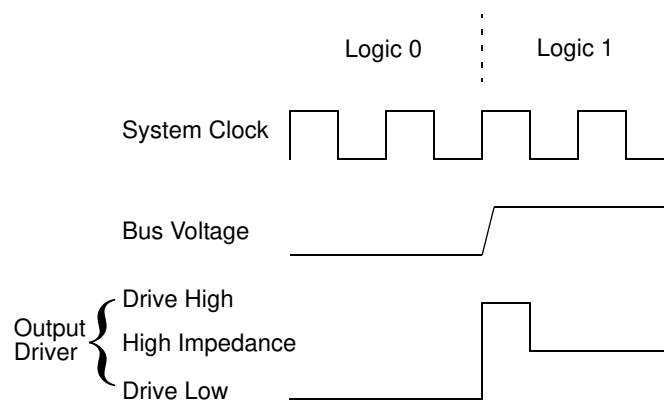 Logic 0
Logic 1
System Clock
Bus Voltage
Drive High
Output
Driver
High Impedance
Drive Low